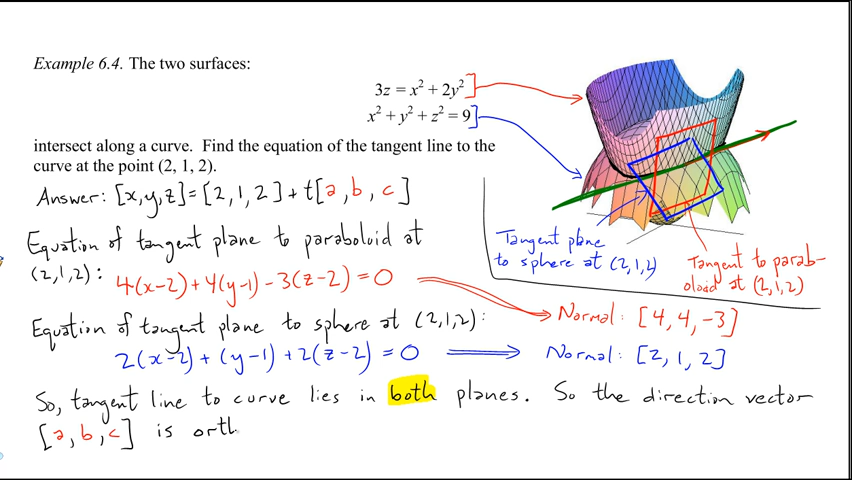 Example 6.4. The two surfaces:
3z = x² + 2y²
x² + y² + z² = 9
intersect along a curve. Find the equation of the tangent line to the
curve at the point (2, 1, 2).
Answer: [x,y,z]=[2,1,2]+t[a,b,c]
Equation of tangent plane to paraboloid at
(2,1,2): 4(x-2)+4(y-1)-3(z-2)=0
Normal: [4,4,-3]
Equation of tangent plane to sphere at (2,1,2):
2(x-2)+(y-1)+2(z-2)=0
Normal: [2,1,2]
So, tangent line to curve lies in both planes. So the direction vector
[a,b,c] is orth
Tangent plane
to sphere at (2,1,2)
Tangent to parab-
oloid at (2,1,2)